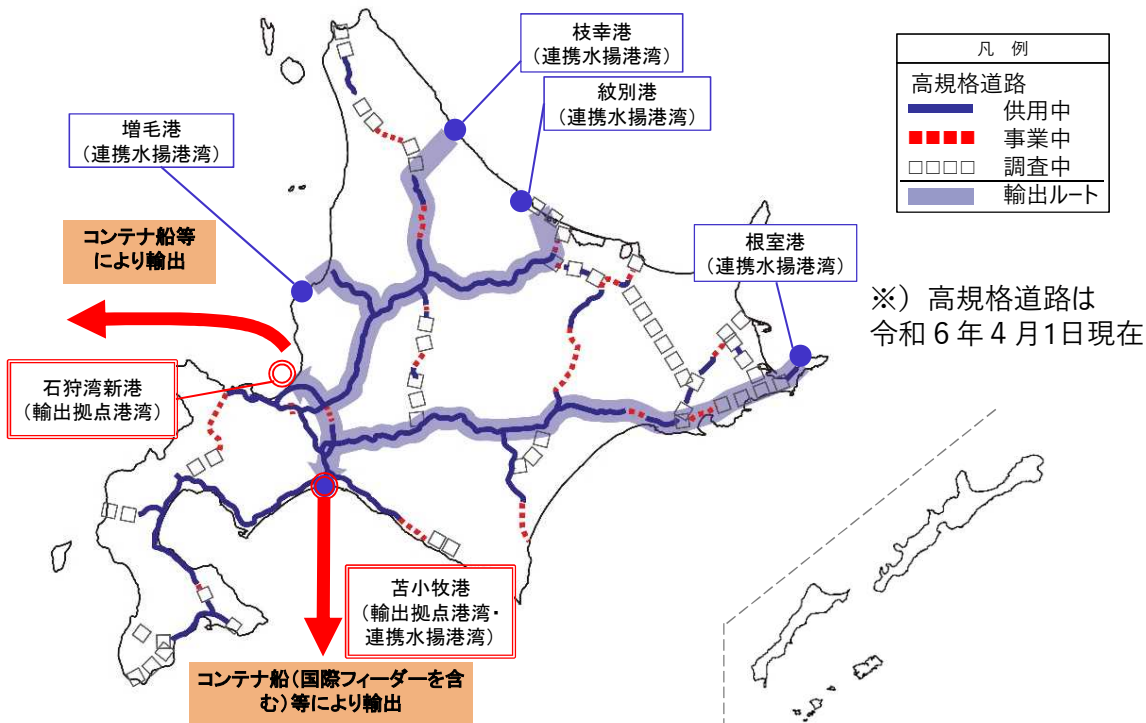 枝幸港
(連携水揚港湾)
紋別港
(連携水揚港湾)
増毛港
(連携水揚港湾)
コンテナ船等
により輸出
根室港
(連携水揚港湾)
石狩湾新港
(輸出拠点港湾)
苫小牧港
(輸出拠点港湾・
連携水揚港湾)
コンテナ船(国際フィーダーを含
む)等により輸出
凡 例
高規格道路
供用中
事業中
調査中
輸出ルート
※)高規格道路は
令和6年4月1日現在